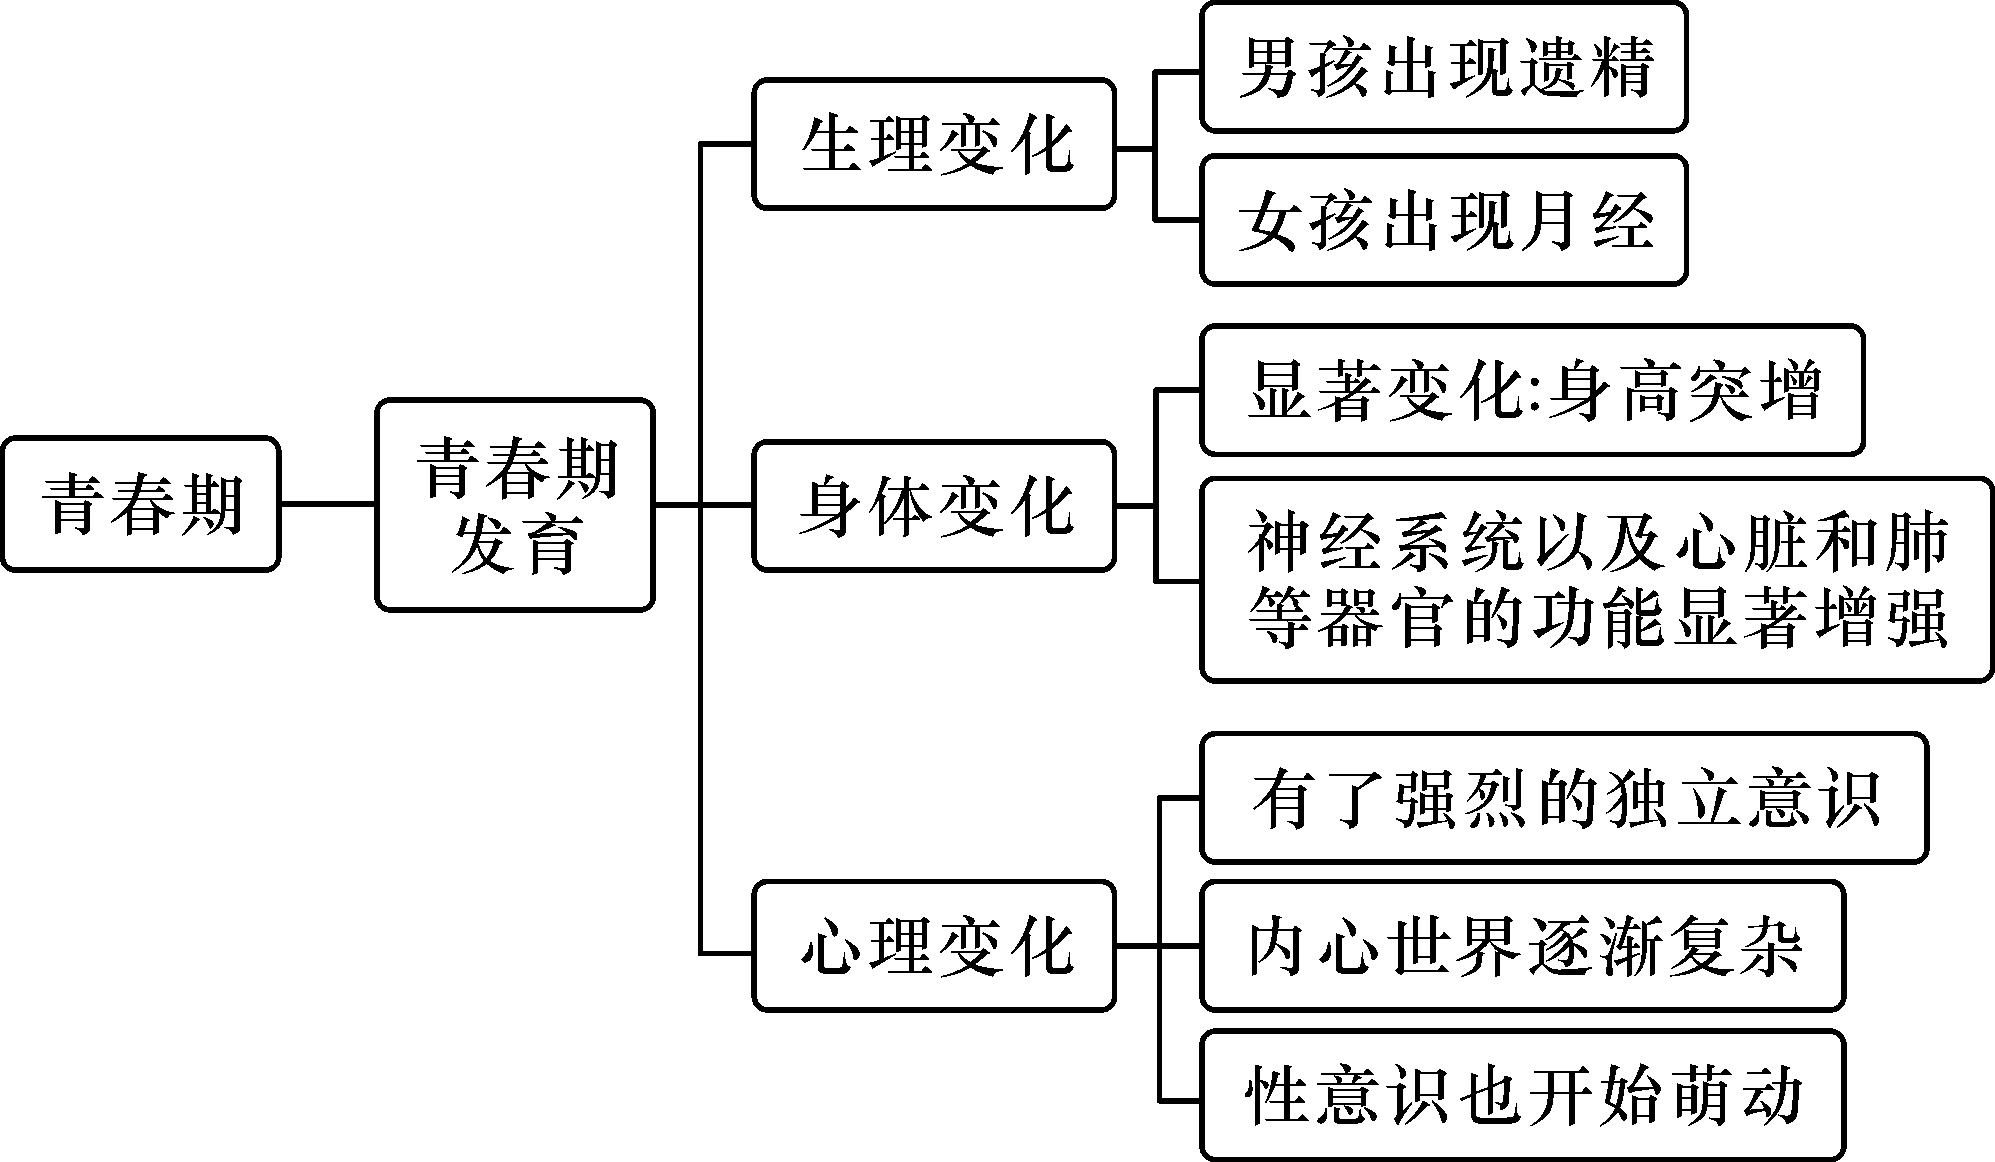 青春期
青春期
发育
生理变化
男孩出现遗精
女孩出现月经
身体变化
显著变化:身高突增
神经系统以及心脏和肺
等器官的功能显著增强
心理变化
有了强烈的独立意识
内心世界逐渐复杂
性意识也开始萌动